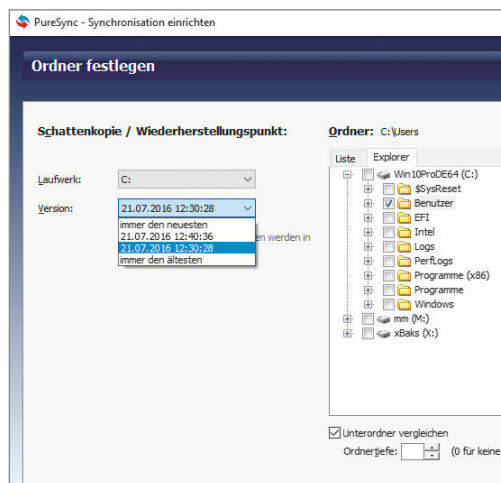 PureSync - Synchronisation einrichten
Ordner festlegen
Schattenkopie / Wiederherstellungspunkt:
Laufwerk: C:
Version: 21.07.2016 12:30:28
immer den neuesten
21.07.2016 12:40:36
21.07.2016 12:30:28
immer den ältesten
en werden in
Ordner: C:\Users
Liste Explorer
Win10ProDE64 (C:)
$SysReset
Benutzer
EFI
Intel
Logs
PerfLogs
Programme (x86)
Programme
Windows
mm (M:)
xBaks (X:)
Unterordner vergleichen
Ordnertiefe: (0 für keine